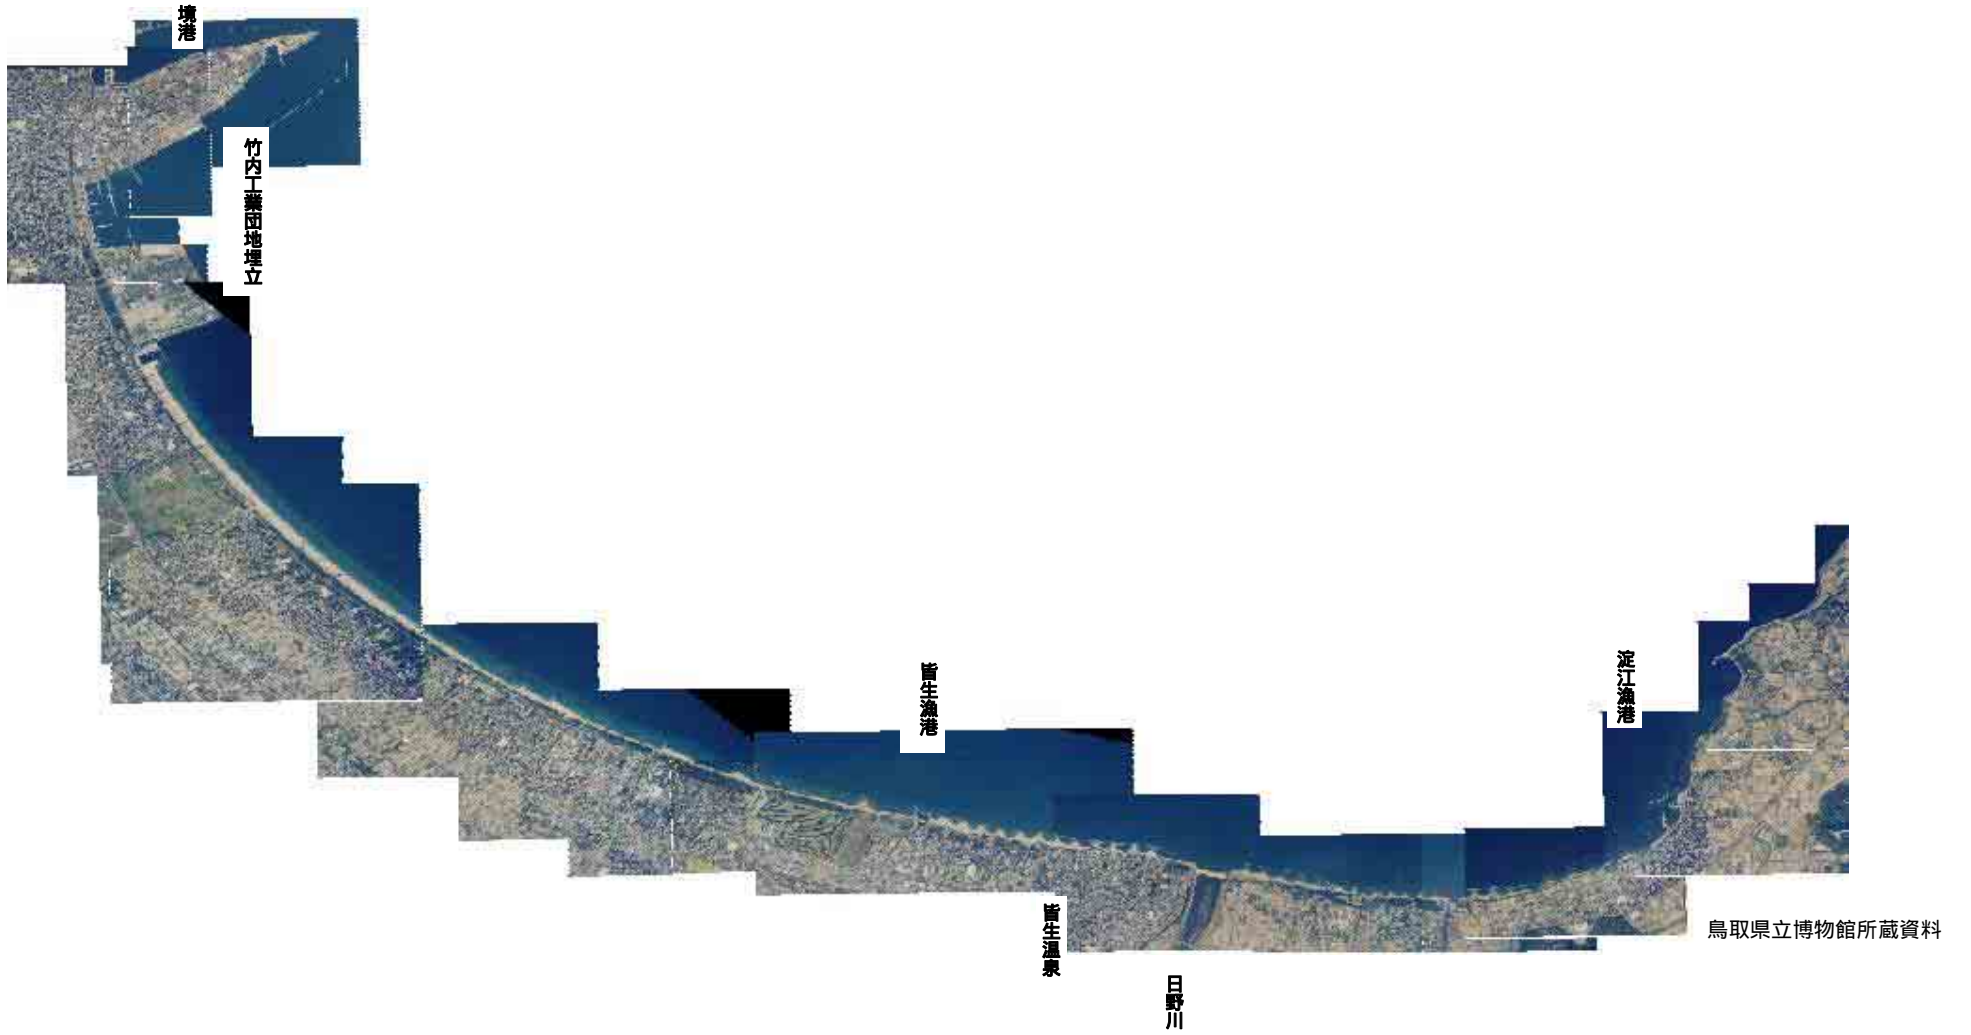 境港
竹内工業団地埋立
皆生漁港
淀江漁港
皆生温泉
日野川
鳥取県立博物館所蔵資料